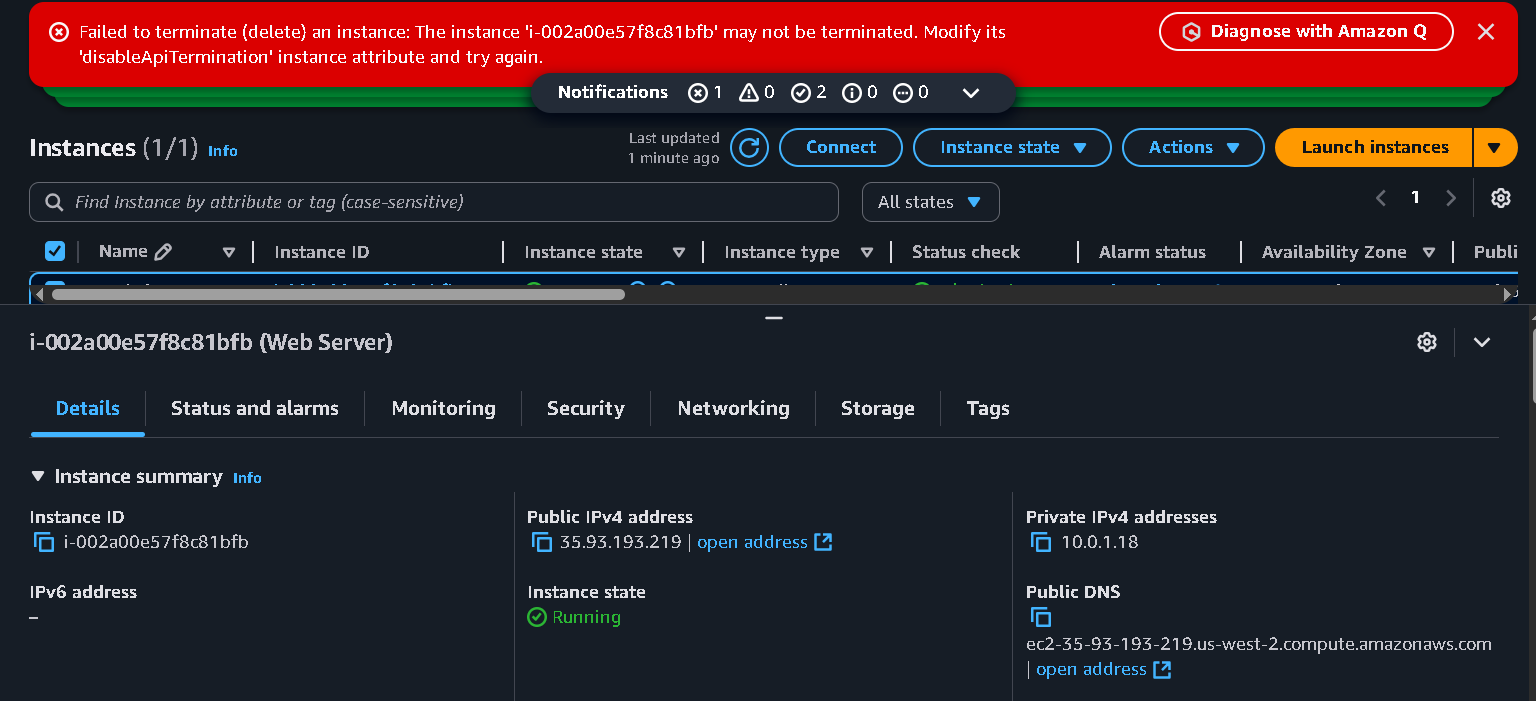 Failed to terminate (delete) an instance: The instance 'i-002a00e57f8c81bfb' may not be terminated. Modify its
'disableApiTermination' instance attribute and try again.
Diagnose with Amazon Q
Notifications 1 0 2 0 0
Instances (1/1) Info
Last updated
1 minute ago
Connect
Instance state
Actions
Launch instances
Find Instance by attribute or tag (case-sensitive)
All states
1
Name Instance ID Instance state Instance type Status check Alarm status Availability Zone Publi
i-002a00e57f8c81bfb (Web Server)
Details Status and alarms Monitoring Security Networking Storage Tags
Instance summary Info
Instance ID
i-002a00e57f8c81bfb
Public IPv4 address
35.93.193.219 | open address
Private IPv4 addresses
10.0.1.18
IPv6 address
–
Instance state
Running
Public DNS
ec2-35-93-193-219.us-west-2.compute.amazonaws.com
| open address